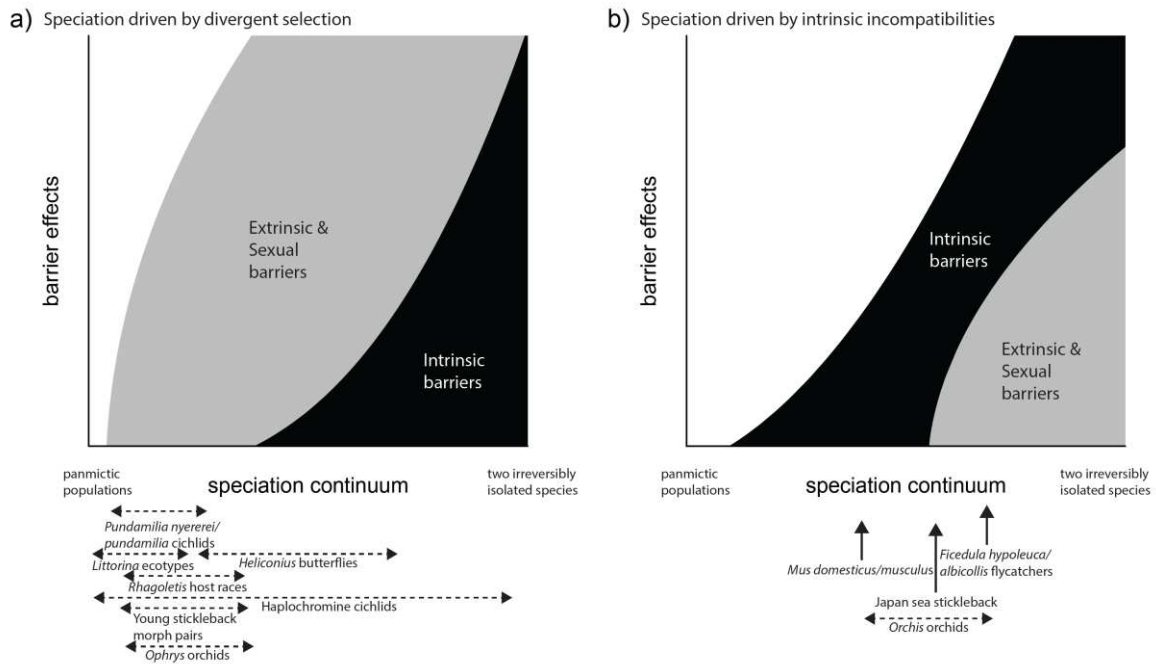 a) Speciation driven by divergent selection
barrier effects
Extrinsic &
Sexual
barriers
Intrinsic
barriers
panmictic
populations
speciation continuum
two irreversibly
isolated species
Pundamilia nyererei/
pundamilia cichlids
Littorina ecotypes
Heliconius butterflies
Rhagoletis host races
Haplochromine cichlids
Young stickleback
morph pairs
Ophrys orchids
b) Speciation driven by intrinsic incompatibilities
barrier effects
Intrinsic
barriers
Extrinsic &
Sexual
barriers
panmictic
populations
speciation continuum
two irreversibly
isolated species
Mus domesticus/musculus
Ficedula hypoleuca/
albicollis flycatchers
Japan sea stickleback
Orchis orchids